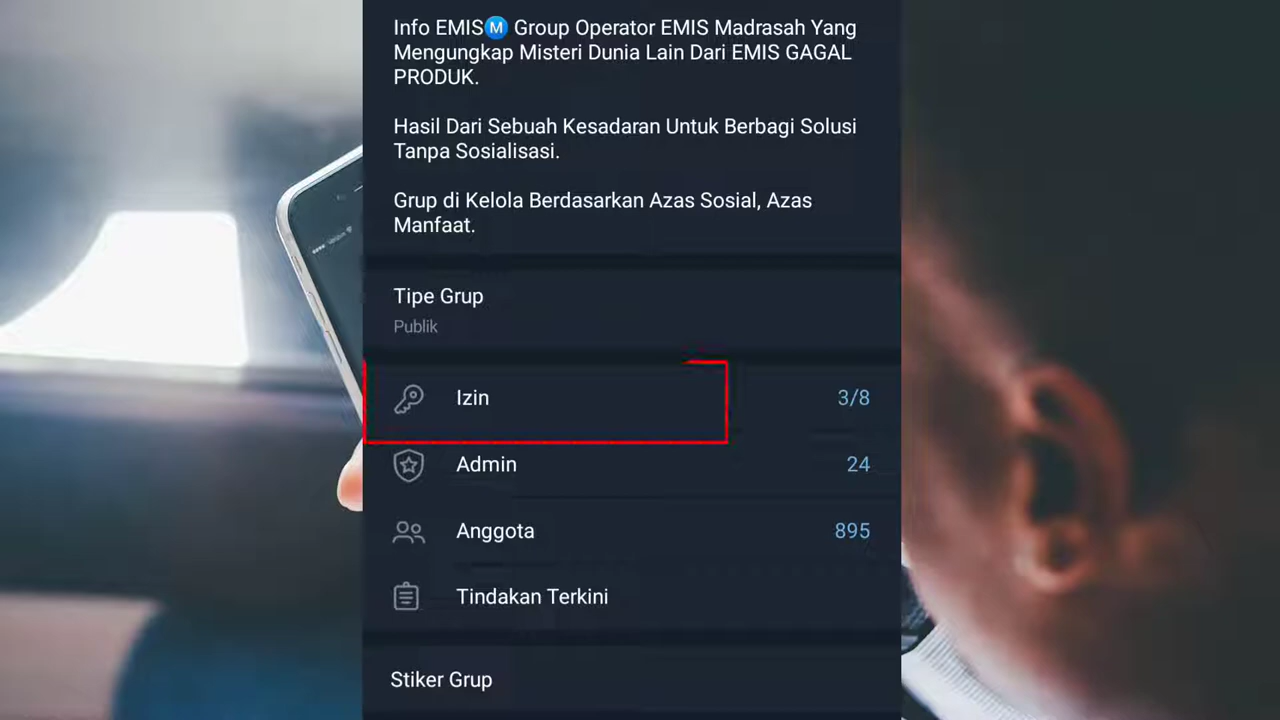 Info EMISⓂ️ Group Operator EMIS Madrasah Yang
Mengungkap Misteri Dunia Lain Dari EMIS GAGAL
PRODUK.
Hasil Dari Sebuah Kesadaran Untuk Berbagi Solusi
Tanpa Sosialisasi.
Grup di Kelola Berdasarkan Azas Sosial, Azas
Manfaat.
Tipe Grup
Publik
Izin 3/8
Admin 24
Anggota 895
Tindakan Terkini
Stiker Grup